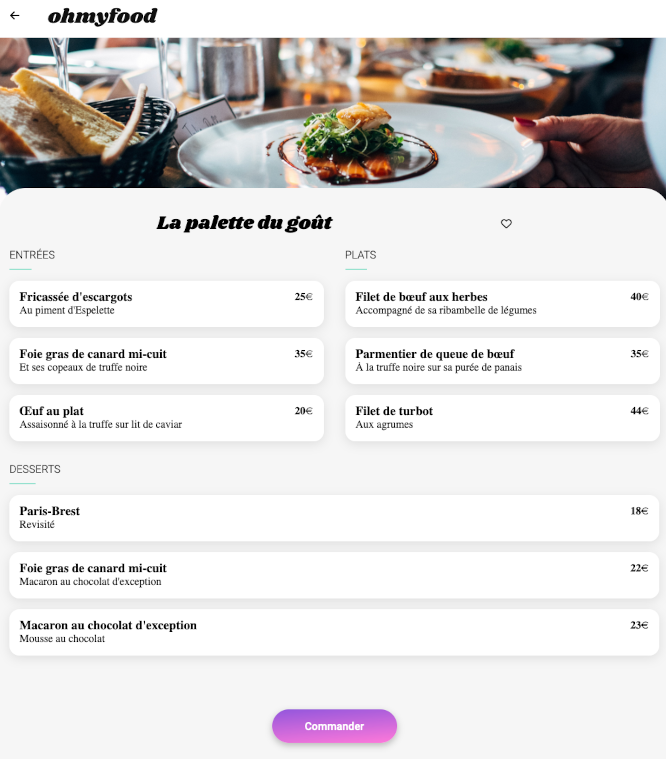 ohmyfood
La palette du goût
ENTRÉES
Fricassée d'escargots 25€
Au piment d'Espelette
Foie gras de canard mi-cuit 35€
Et ses copeaux de truffe noire
Œuf au plat 20€
Assaisonné à la truffe sur lit de caviar
PLATS
Filet de bœuf aux herbes 40€
Accompagné de sa ribambelle de légumes
Parmentier de queue de bœuf 35€
À la truffe noire sur sa purée de panais
Filet de turbot 44€
Aux agrumes
DESSERTS
Paris-Brest 18€
Revisité
Foie gras de canard mi-cuit 22€
Macaron au chocolat d'exception
Macaron au chocolat d'exception 23€
Mousse au chocolat
Commander